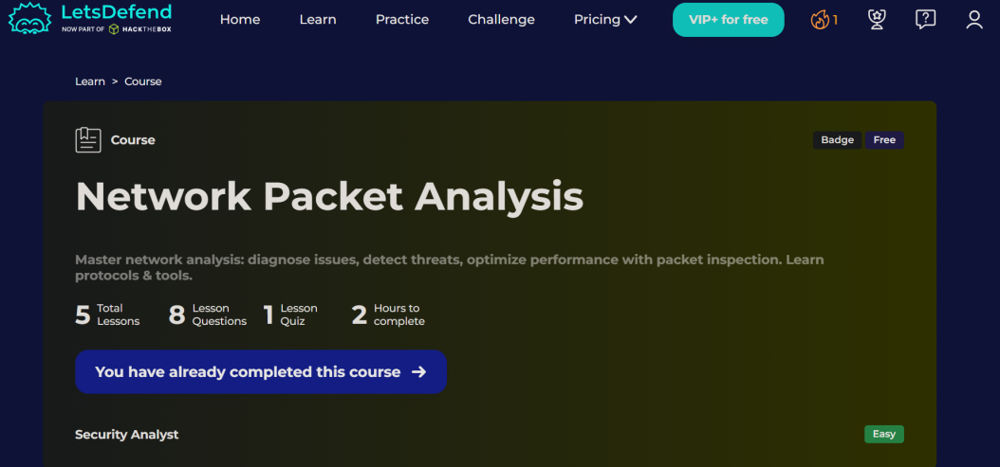 LetsDefend
NOW PART OF HACKTHEBOX
Home Learn Practice Challenge Pricing VIP+ for free 1
Learn > Course
Course
Badge Free
Network Packet Analysis
Master network analysis: diagnose issues, detect threats, optimize performance with packet inspection. Learn
protocols & tools.
5 Total Lessons 8 Lesson Questions 1 Lesson Quiz 2 Hours to complete
You have already completed this course →
Security Analyst
Easy